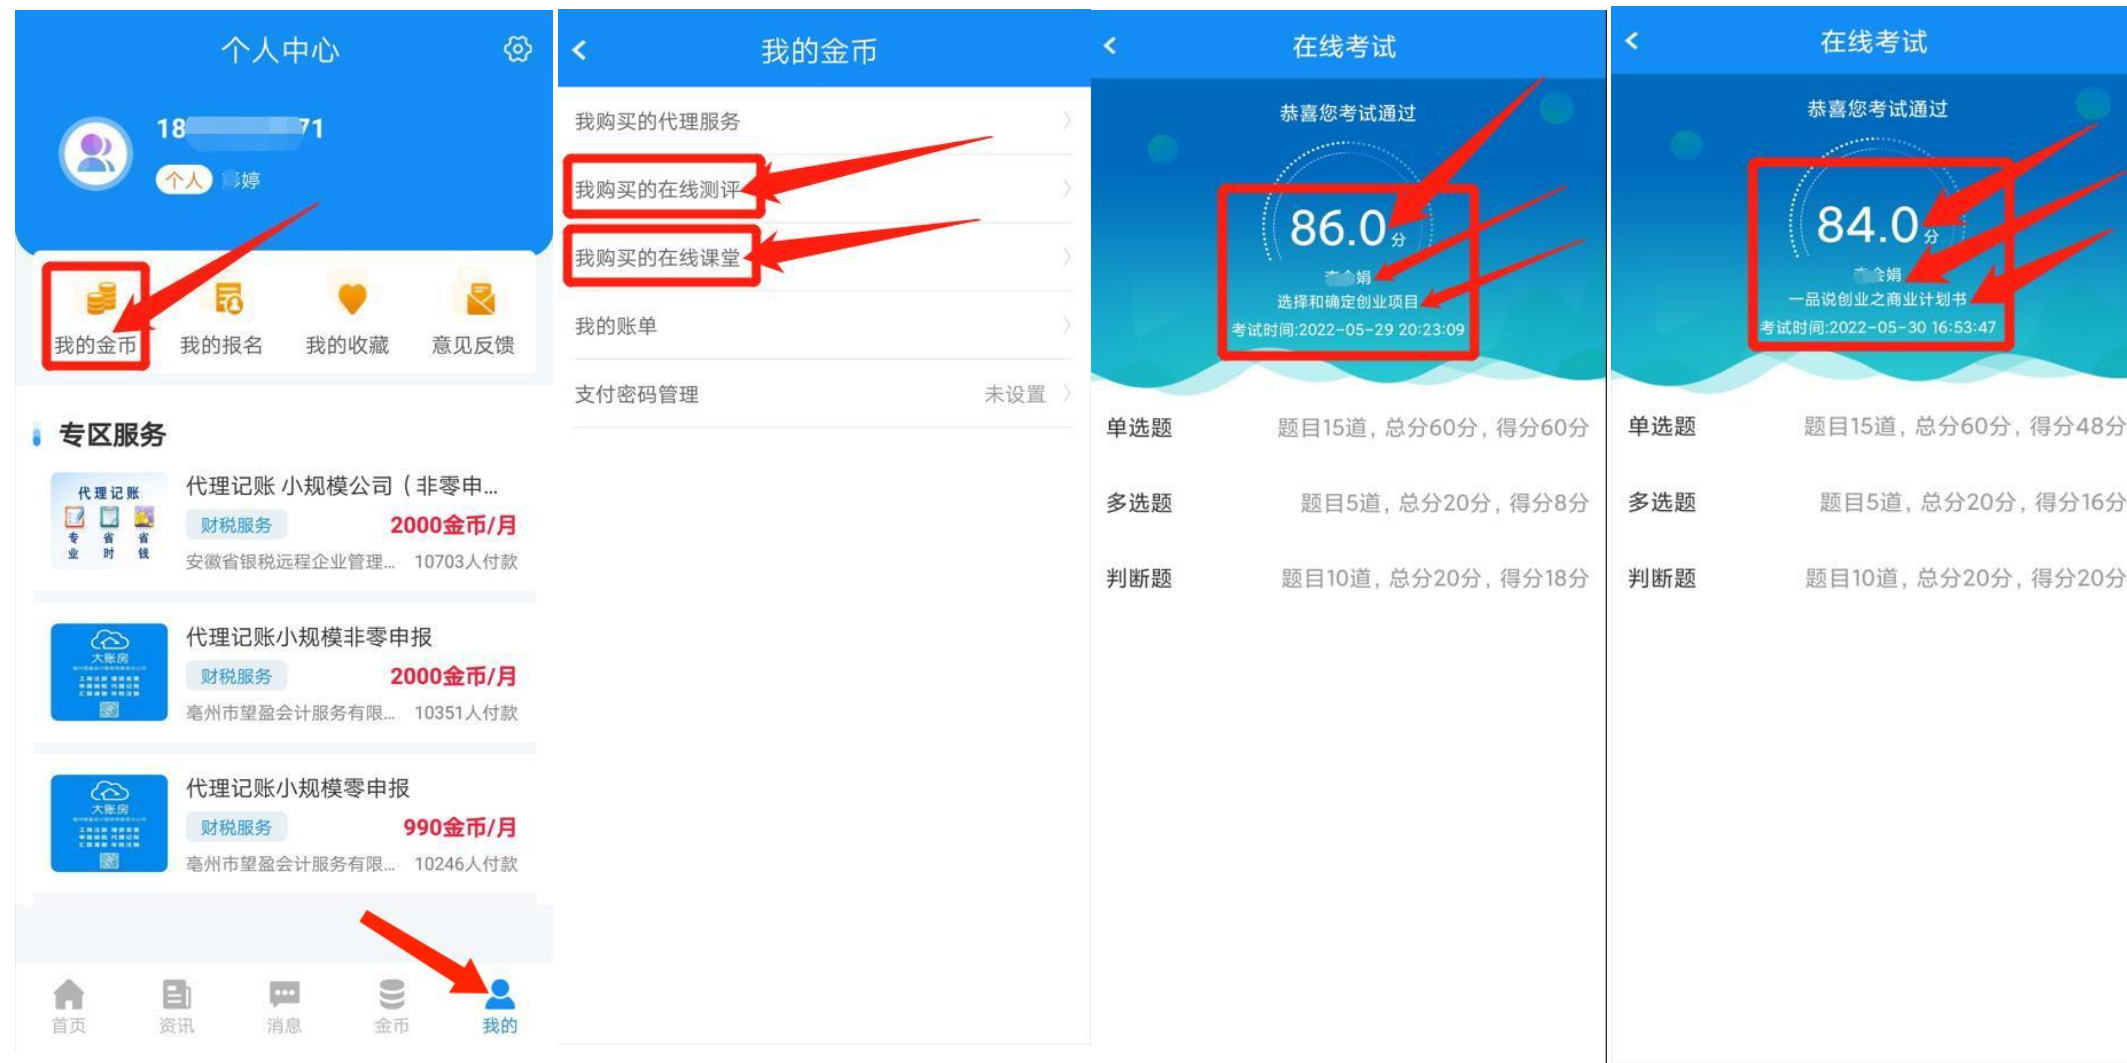 个人中心
18 71
个人 婷
我的金币 我的报名 我的收藏 意见反馈
专区服务
代理记账
专 省 省
业 时 钱
代理记账 小规模公司（非零申...
财税服务 2000金币/月
安徽省银税远程企业管理... 10703人付款
大账房
代理记账小规模非零申报
财税服务 2000金币/月
亳州市望盈会计服务有限... 10351人付款
大账房
代理记账小规模零申报
财税服务 990金币/月
亳州市望盈会计服务有限... 10246人付款
首页 资讯 消息 金币 我的
我的金币
我购买的代理服务
我购买的在线测评
我购买的在线课堂
我的账单
支付密码管理 未设置
在线考试
恭喜您考试通过
86.0分
娟
选择和确定创业项目
考试时间:2022-05-29 20:23:09
单选题 题目15道, 总分60分, 得分60分
多选题 题目5道, 总分20分, 得分8分
判断题 题目10道, 总分20分, 得分18分
在线考试
恭喜您考试通过
84.0分
会娟
一品说创业之商业计划书
考试时间:2022-05-30 16:53:47
单选题 题目15道, 总分60分, 得分48分
多选题 题目5道, 总分20分, 得分16分
判断题 题目10道, 总分20分, 得分20分